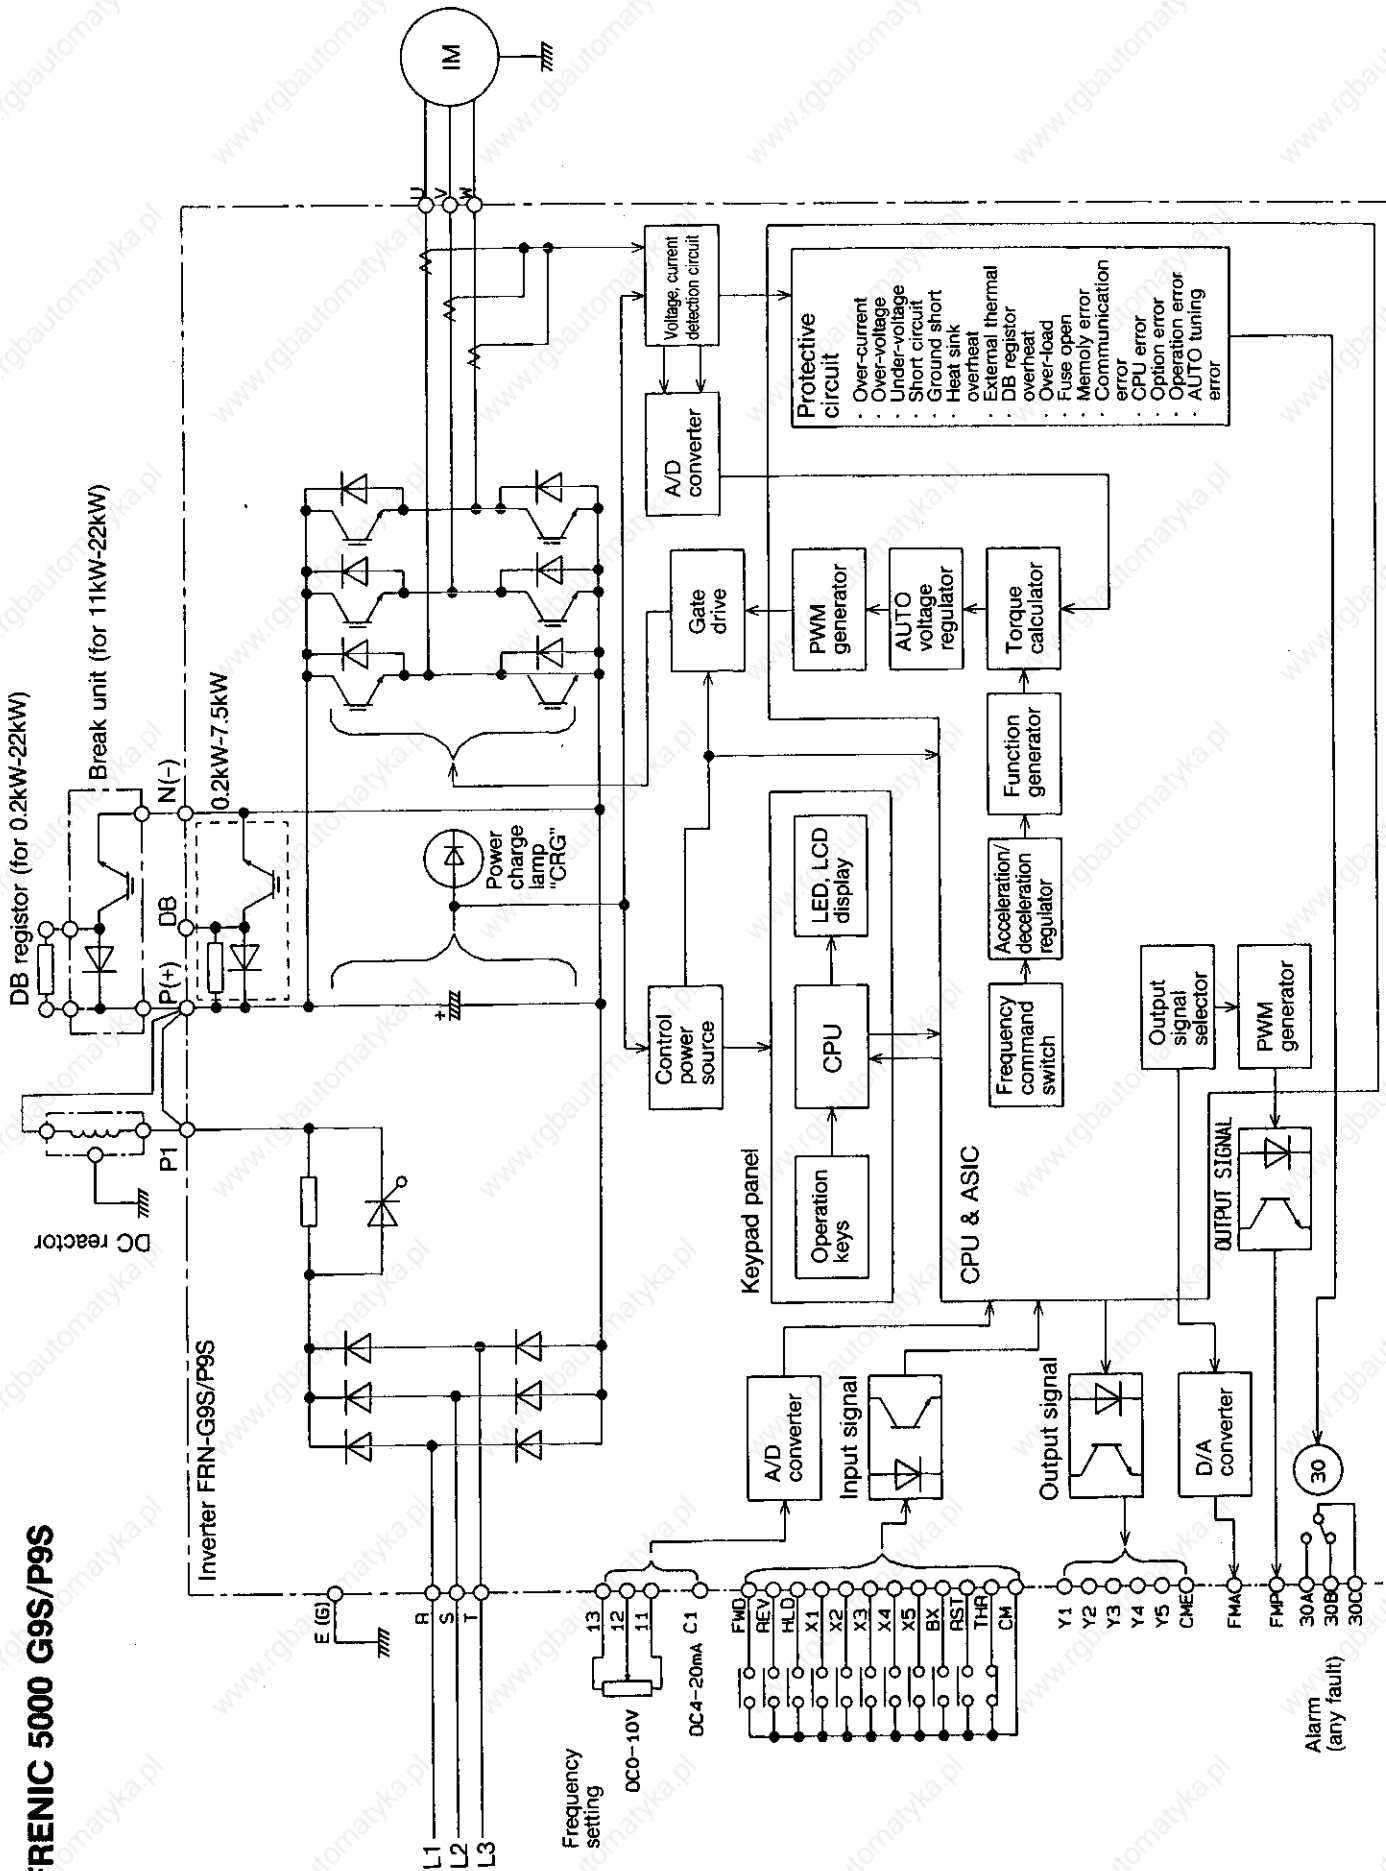 FRENIC 5000 G9S/P9S
Inverter FRN-G9S/P9S
DC reactor
P1
P(+)
DB
N(-)
DB registor (for 0.2kW-22kW)
Break unit (for 11kW-22kW)
0.2kW-7.5kW
E (G)
L1
L2
L3
R
S
T
+
Power
charge
lamp
"CRG"
U
V
W
IM
Frequency
setting
DC0-10V
DC4-20mA
13
12
11
C1
A/D
converter
Control
power
source
Gate
drive
A/D
converter
Voltage, current
detection circuit
Keypad panel
Operation
keys
CPU
LED, LCD
display
PWM
generator
AUTO
voltage
regulator
Torque
calculator
Function
generator
Acceleration/
deceleration
regulator
Frequency
command
switch
CPU & ASIC
Protective
circuit
· Over-current
· Over-voltage
· Under-voltage
· Short circuit
· Ground short
· Heat sink
overheat
· External thermal
· DB registor
overheat
· Over-load
· Fuse open
· Memoly error
· Communication
error
· CPU error
· Option error
· Operation error
· AUTO tuning
error
FWD
REV
HLD
X1
X2
X3
X4
X5
BX
RST
THR
CM
Input signal
Output signal
Y1
Y2
Y3
Y4
Y5
CME
D/A
converter
Output
signal
selector
PWM
generator
OUTPUT SIGNAL
FMA
FMP
30A
30B
30C
30
Alarm
(any fault)
www.rgbautomatyka.pl